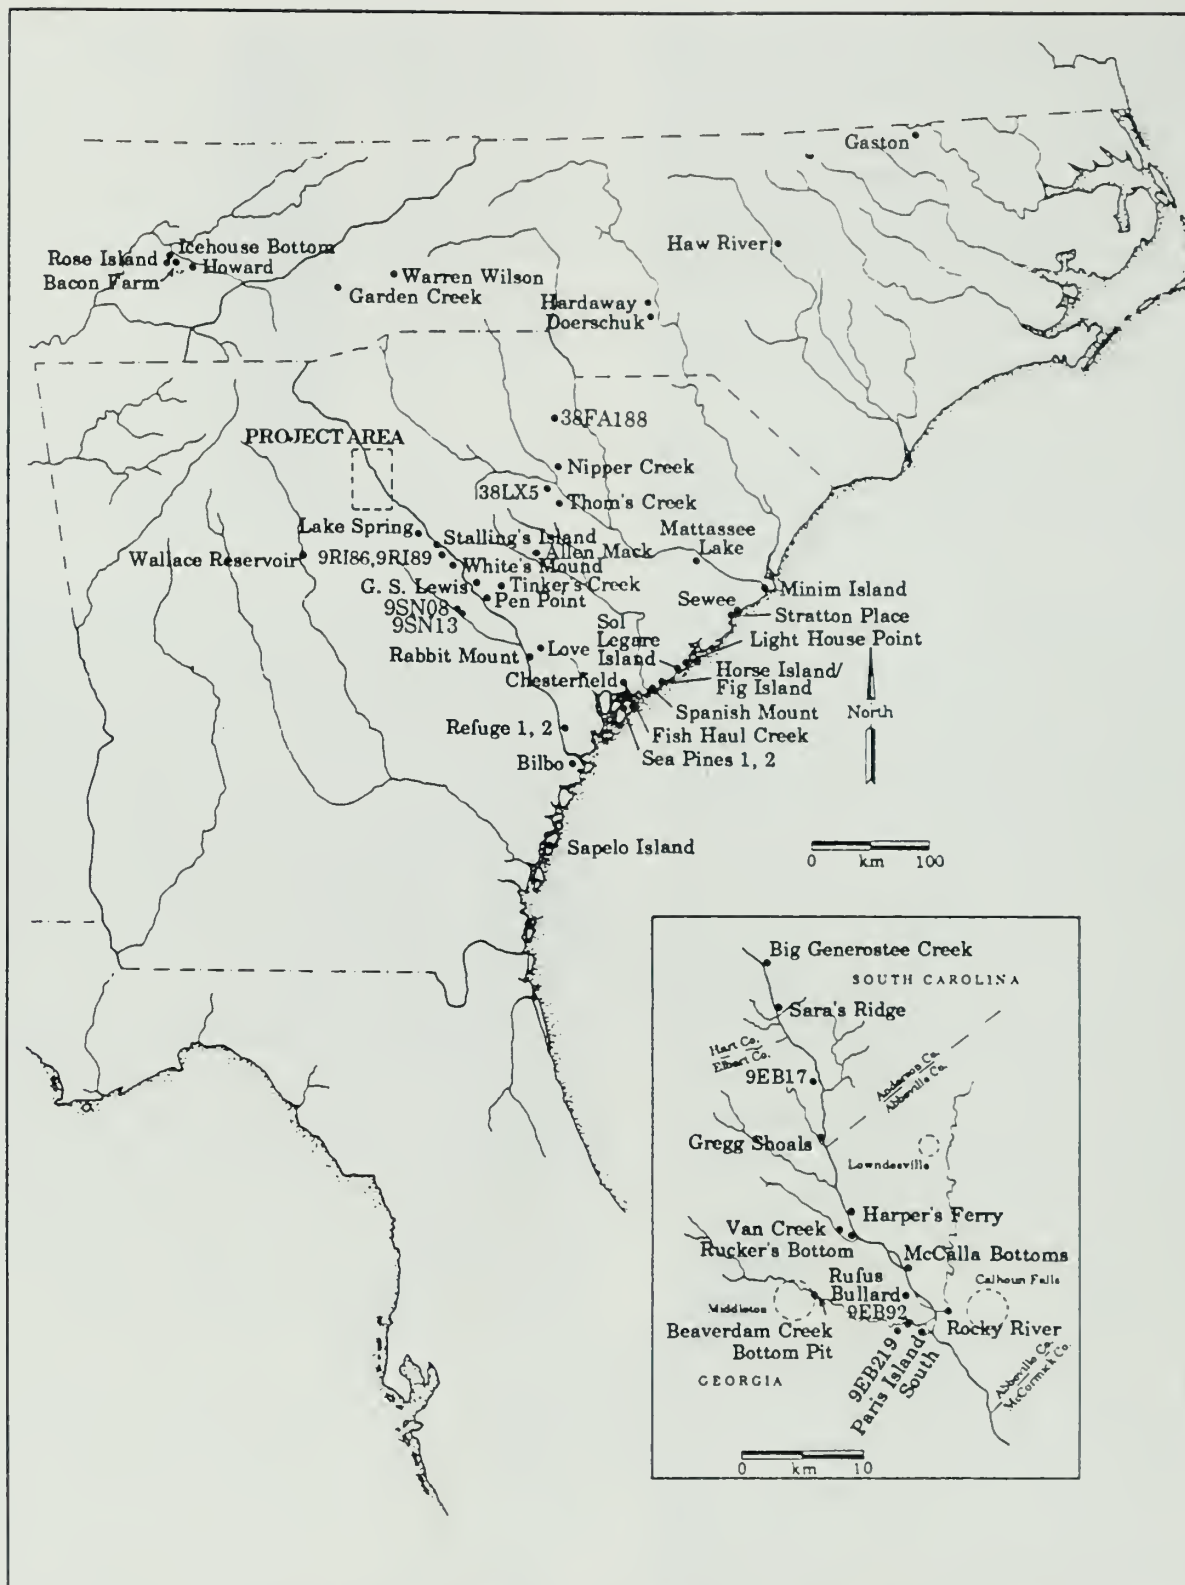 Gaston
Haw River
Icehouse Bottom
Rose Island
Howard
Bacon Farm
Warren Wilson
Garden Creek
Hardaway
Doerschuk
38FA188
PROJECT AREA
Nipper Creek
38LX5
Thom's Creek
Lake Spring
Stalling's Island
Mattassee
Lake
Allen Mack
Wallace Reservoir
9RI86,9RI89
White's Mound
G. S. Lewis
Tinker's Creek
Pen Point
Minim Island
Sewee
Stratton Place
9SN08
9SN13
Sol
Legare
Island
Light House Point
Love
Rabbit Mount
Horse Island/
Fig Island
Chesterfield
Spanish Mount
North
Refuge 1, 2
Fish Haul Creek
Sea Pines 1, 2
Bilbo
Sapelo Island
0 km 100
Big Generostee Creek
SOUTH CAROLINA
Sara's Ridge
Hart Co.
Elbert Co.
9EB17
Anderson Co.
Abbeville Co.
Gregg Shoals
Lowndesville
Harper's Ferry
Van Creek
Rucker's Bottom
McCalla Bottoms
Rufus
Bullard
Calhoun Falls
Middleton
9EB92
Rocky River
Beaverdam Creek
Bottom Pit
9EB219
Paris Island
South
GEORGIA
Abbeville Co.
McCormick Co.
0 km 10